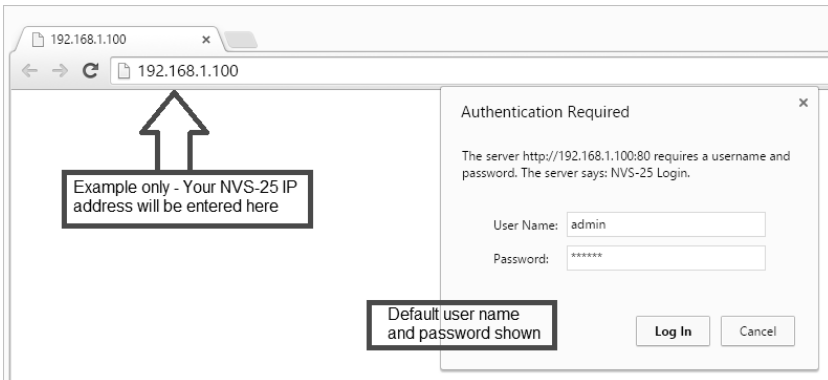 192.168.1.100 ×
192.168.1.100
Authentication Required ×
The server http://192.168.1.100:80 requires a username and
password. The server says: NVS-25 Login.
Example only - Your NVS-25 IP
address will be entered here
User Name: admin
Password: ******
Default user name
and password shown
Log In Cancel